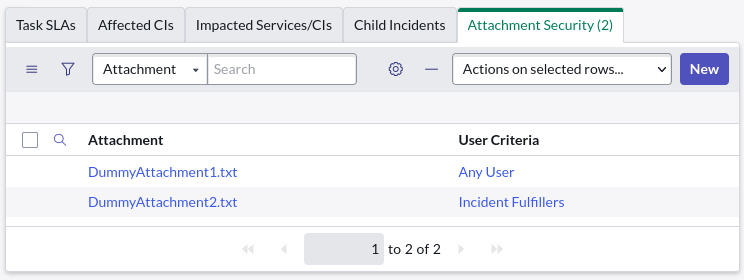 Task SLAs Affected CIs Impacted Services/CIs Child Incidents Attachment Security (2)
Attachment Search Actions on selected rows... New
Attachment User Criteria
DummyAttachment1.txt Any User
DummyAttachment2.txt Incident Fulfillers
1 to 2 of 2